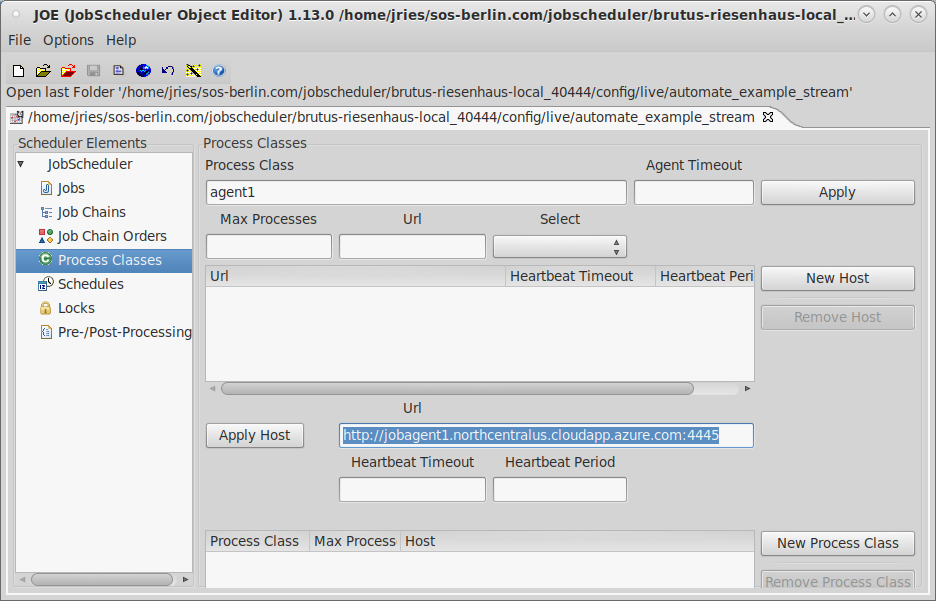 JOE (JobScheduler Object Editor) 1.13.0 /home/jries/sos-berlin.com/jobscheduler/brutus-riesenhaus-local_...
File Options Help
Open last Folder '/home/jries/sos-berlin.com/jobscheduler/brutus-riesenhaus-local_40444/config/live/automate_example_stream'
/home/jries/sos-berlin.com/jobscheduler/brutus-riesenhaus-local_40444/config/live/automate_example_stream
Scheduler Elements
JobScheduler
Jobs
Job Chains
Job Chain Orders
Process Classes
Schedules
Locks
Pre-/Post-Processing
Process Classes
Process Class Agent Timeout
agent1 Apply
Max Processes Url Select
Url Heartbeat Timeout Heartbeat Peri New Host
Remove Host
Url
Apply Host http://jobagent1.northcentralus.cloudapp.azure.com:4445
Heartbeat Timeout Heartbeat Period
Process Class Max Process Host New Process Class
Remove Process Class